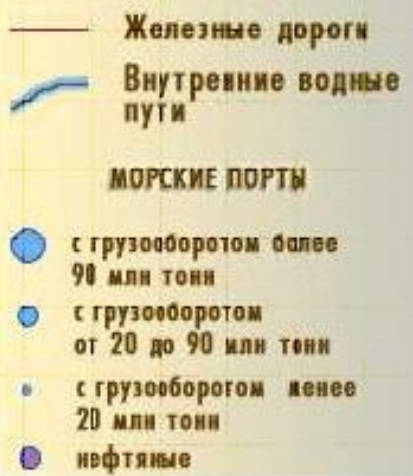 Железные дороги
Внутренние водные
пути
МОРСКИЕ ПОРТЫ
с грузооборотом более
90 млн тонн
с грузооборотом
от 20 до 90 млн тонн
с грузооборотом менее
20 млн тонн
нефтяные